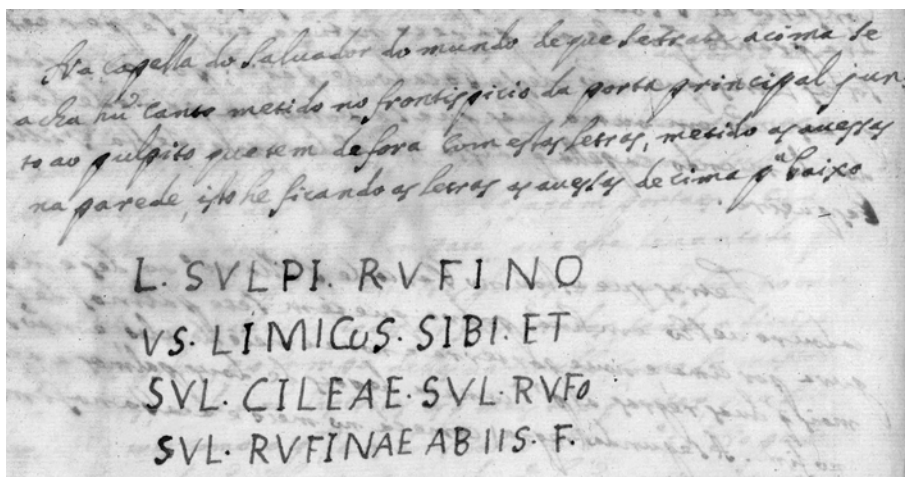 Na capella do Saluador do mundo de que se trata acima se
acha hũ canto metido no frontispicio da porta principal jun-
to ao pulpito que tem de fora com estas letras, metido as auessas
na parede, isto he ficando as letras as auessas de cima pª baixo
L. SVLPI. RVFINO
VS. LIMICUS. SIBI. ET
SVL. CILEAE. SVL. RVFO
SVL. RVFINAE AB IIS. F.